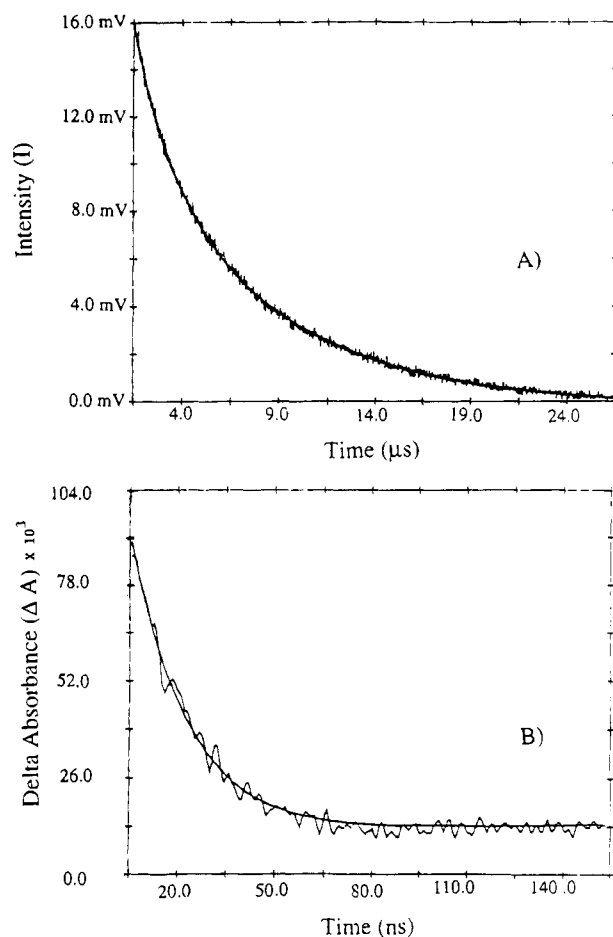 16.0 mV
12.0 mV
8.0 mV
4.0 mV
0.0 mV
Intensity (I)
A)
4.0 9.0 14.0 19.0 24.0
Time (μs)
104.0
78.0
52.0
26.0
0.0
Delta Absorbance (Δ A) x 10³
B)
20.0 50.0 80.0 110.0 140.0
Time (ns)